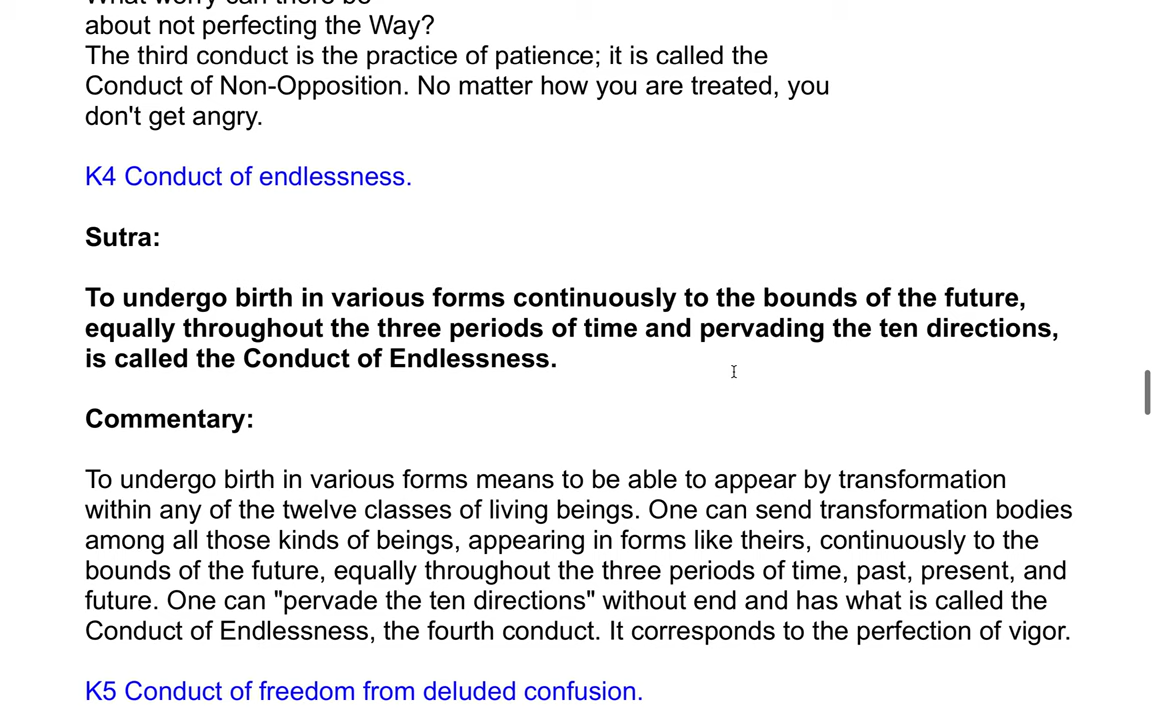 What worry can there be
about not perfecting the Way?
The third conduct is the practice of patience; it is called the
Conduct of Non-Opposition. No matter how you are treated, you
don't get angry.
K4 Conduct of endlessness.
Sutra:
To undergo birth in various forms continuously to the bounds of the future,
equally throughout the three periods of time and pervading the ten directions,
is called the Conduct of Endlessness.
Commentary:
To undergo birth in various forms means to be able to appear by transformation
within any of the twelve classes of living beings. One can send transformation bodies
among all those kinds of beings, appearing in forms like theirs, continuously to the
bounds of the future, equally throughout the three periods of time, past, present, and
future. One can "pervade the ten directions" without end and has what is called the
Conduct of Endlessness, the fourth conduct. It corresponds to the perfection of vigor.
K5 Conduct of freedom from deluded confusion.